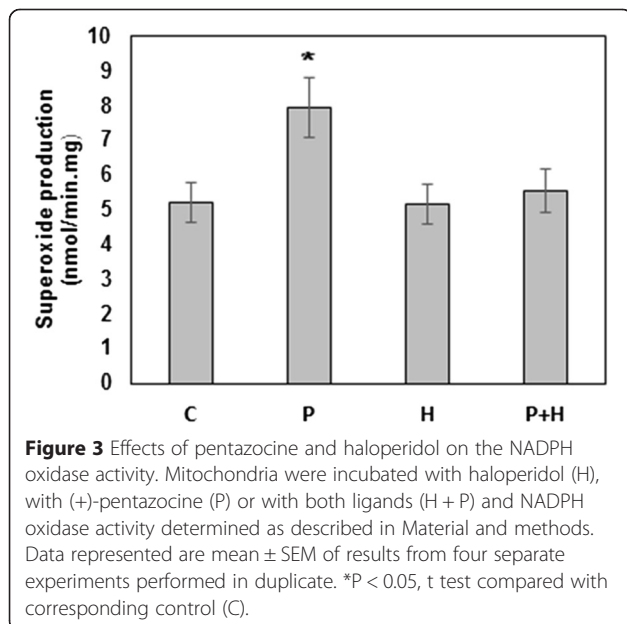 10
9
8
7
6
5
4
3
2
1
0
Superoxide production
(nmol/min.mg)
*
C P H P+H
Figure 3 Effects of pentazocine and haloperidol on the NADPH
oxidase activity. Mitochondria were incubated with haloperidol (H),
with (+)-pentazocine (P) or with both ligands (H + P) and NADPH
oxidase activity determined as described in Material and methods.
Data represented are mean ± SEM of results from four separate
experiments performed in duplicate. *P < 0.05, t test compared with
corresponding control (C).